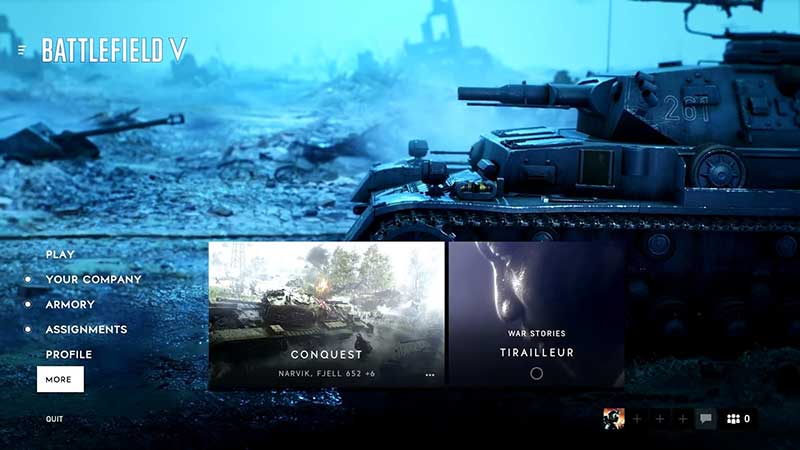 BATTLEFIELD V
261
PLAY
YOUR COMPANY
ARMORY
ASSIGNMENTS
PROFILE
MORE
QUIT
CONQUEST
NARVIK, FJELL 652 +6
WAR STORIES
TIRAILLEUR
0